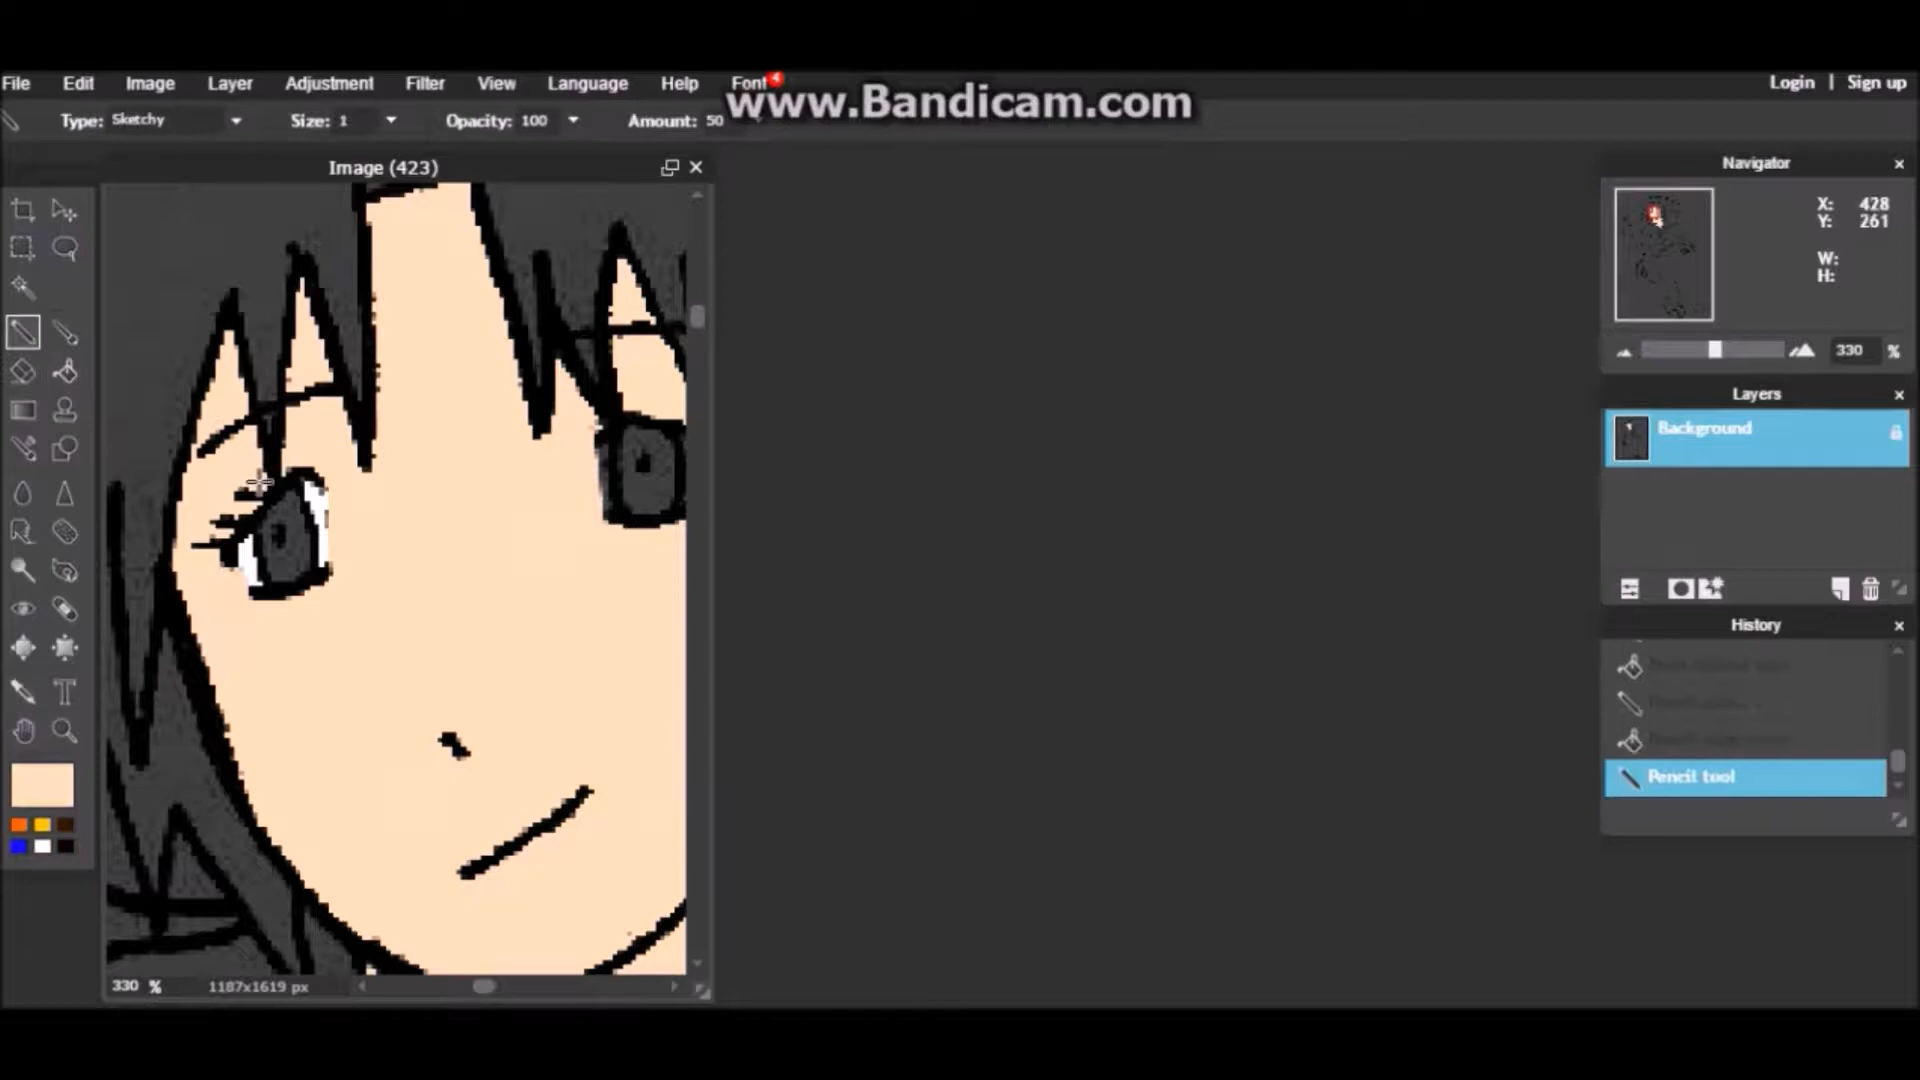 File Edit Image Layer Adjustment Filter View Language Help Font 4 Login | Sign up
www.Bandicam.com
Type: Sketchy Size: 1 Opacity: 100 Amount: 50
Image (423)
Navigator
X: 428
Y: 261
W:
H:
330 %
Layers
Background
History
Pencil tool
330 % 1187x1619 px